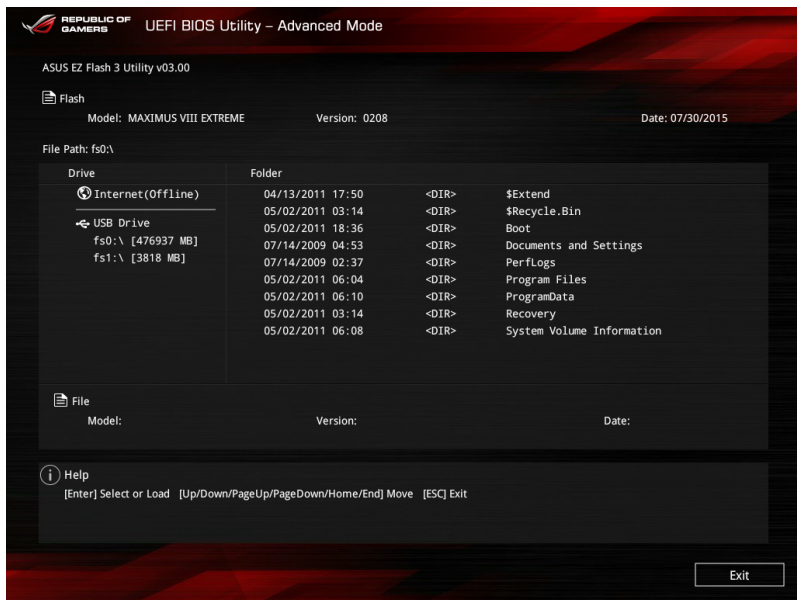 REPUBLIC OF
GAMERS
UEFI BIOS Utility – Advanced Mode
ASUS EZ Flash 3 Utility v03.00
Flash
Model: MAXIMUS VIII EXTREME Version: 0208 Date: 07/30/2015
File Path: fs0:\
Drive Folder
Internet(Offline)
USB Drive
fs0:\ [476937 MB]
fs1:\ [3818 MB]
04/13/2011 17:50 <DIR> $Extend
05/02/2011 03:14 <DIR> $Recycle.Bin
05/02/2011 18:36 <DIR> Boot
07/14/2009 04:53 <DIR> Documents and Settings
07/14/2009 02:37 <DIR> PerfLogs
05/02/2011 06:04 <DIR> Program Files
05/02/2011 06:10 <DIR> ProgramData
05/02/2011 03:14 <DIR> Recovery
05/02/2011 06:08 <DIR> System Volume Information
File
Model: Version: Date:
Help
[Enter] Select or Load [Up/Down/PageUp/PageDown/Home/End] Move [ESC] Exit
Exit